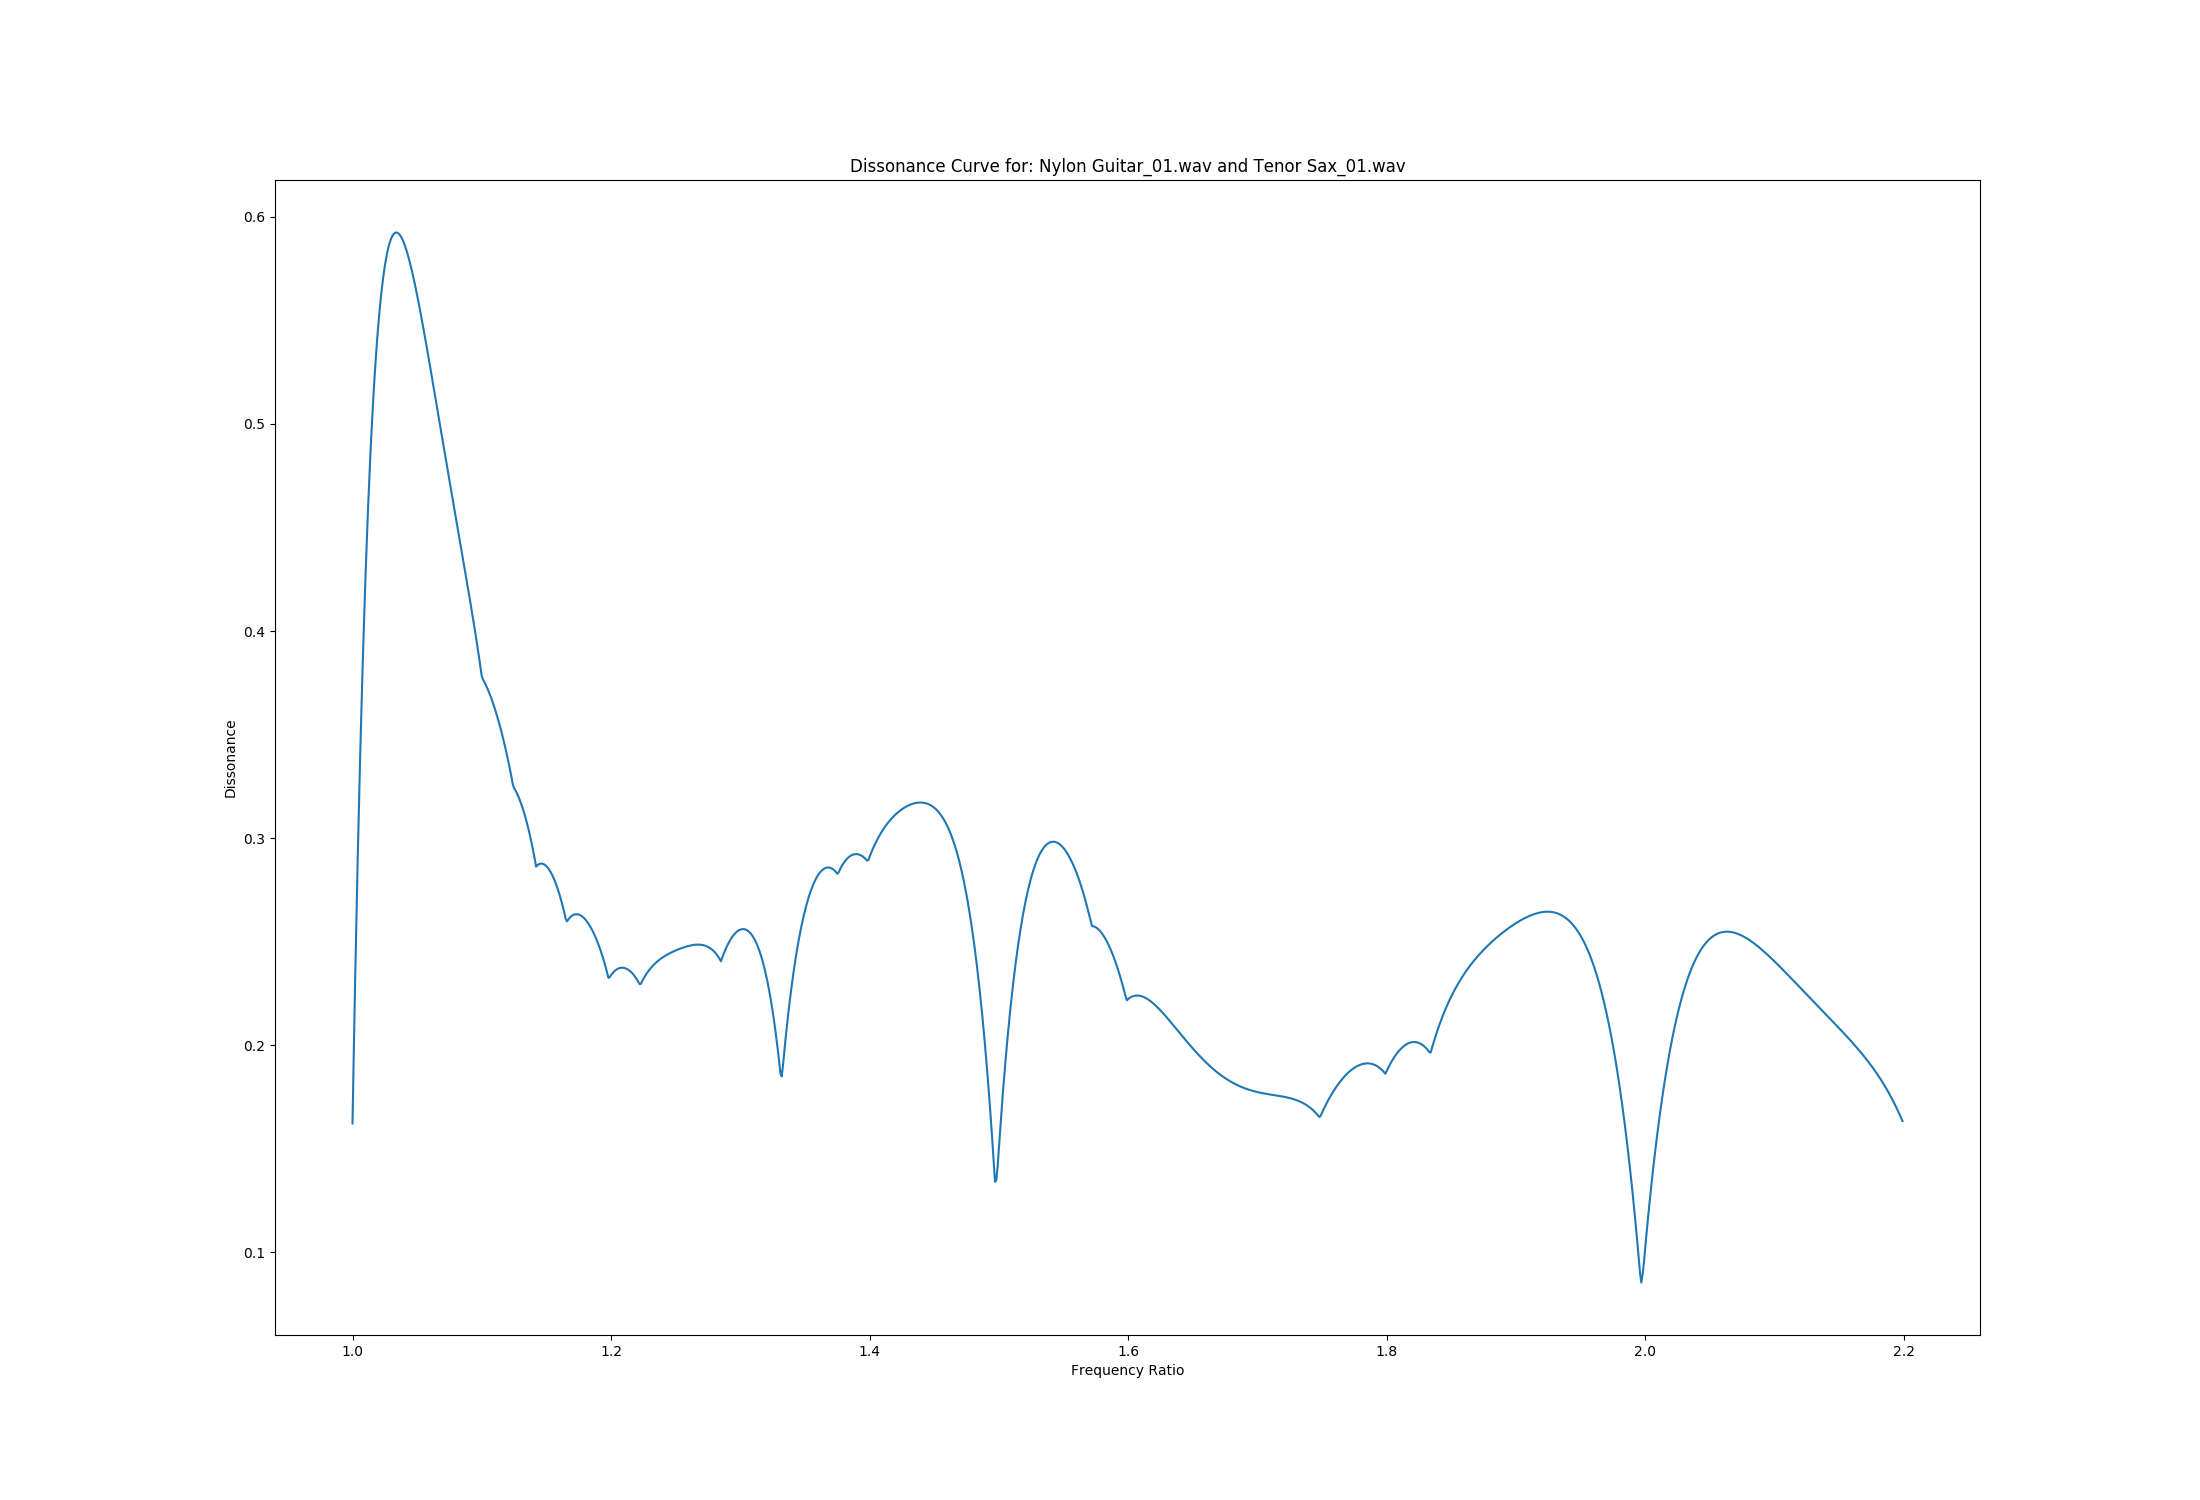 Dissonance Curve for: Nylon Guitar_01.wav and Tenor Sax_01.wav
0.6
0.5
0.4
0.3
0.2
0.1
Dissonance
1.0 1.2 1.4 1.6 1.8 2.0 2.2
Frequency Ratio